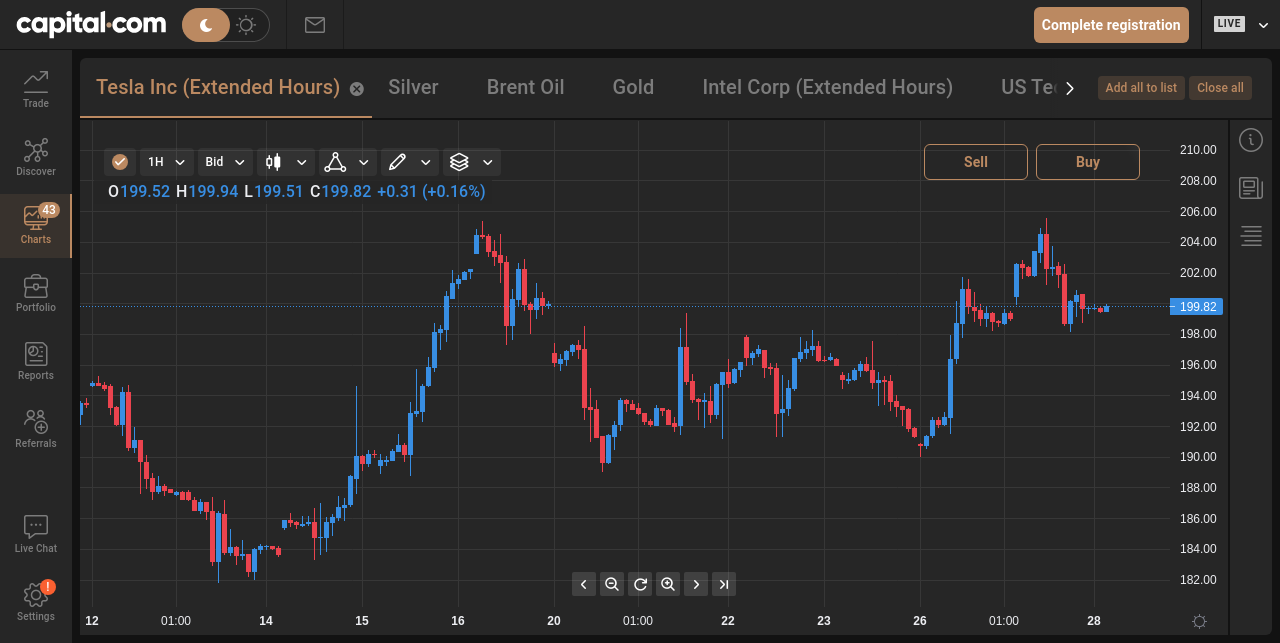 capital.com
Complete registration
LIVE
Trade
Discover
43
Charts
Portfolio
Reports
Referrals
Live Chat
!
Settings
Tesla Inc (Extended Hours)
Silver
Brent Oil
Gold
Intel Corp (Extended Hours)
US Te
Add all to list
Close all
1H
Bid
Sell
Buy
O199.52 H199.94 L199.51 C199.82 +0.31 (+0.16%)
210.00
208.00
206.00
204.00
202.00
199.82
198.00
196.00
194.00
192.00
190.00
188.00
186.00
184.00
182.00
12 01:00 14 15 16 20 01:00 22 23 26 01:00 28